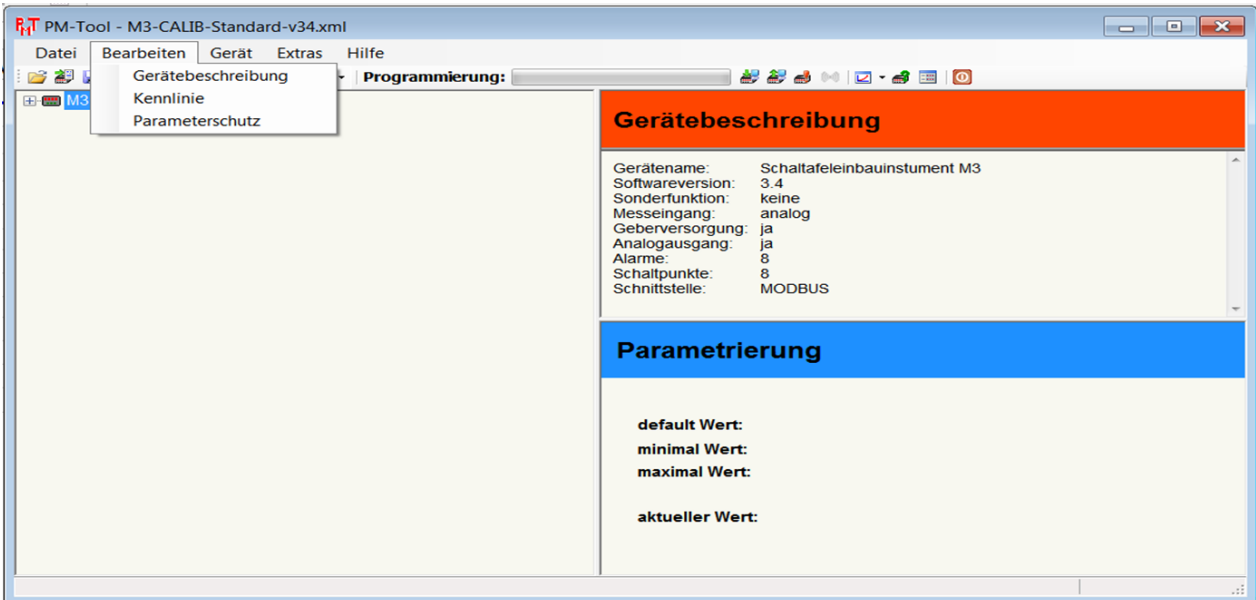 PMT PM-Tool - M3-CALIB-Standard-v34.xml
Datei Bearbeiten Gerät Extras Hilfe
Programmierung:
Gerätebeschreibung
Kennlinie
Parameterschutz
M3
Gerätebeschreibung
Gerätename: Schaltafeleinbauinstument M3
Softwareversion: 3.4
Sonderfunktion: keine
Messeingang: analog
Geberversorgung: ja
Analogausgang: ja
Alarme: 8
Schaltpunkte: 8
Schnittstelle: MODBUS
Parametrierung
default Wert:
minimal Wert:
maximal Wert:
aktueller Wert: